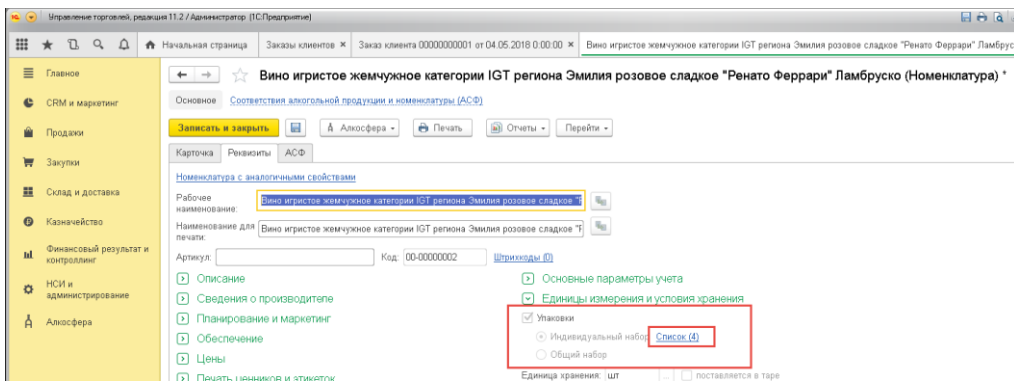 Управление торговлей, редакция 11.2 / Администратор (1С:Предприятие)
Начальная страница
Заказы клиентов ×
Заказ клиента 00000000001 от 04.05.2018 0:00:00 ×
Вино игристое жемчужное категории IGT региона Эмилия розовое сладкое "Ренато Феррари" Ламбрус
Главное
CRM и маркетинг
Продажи
Закупки
Склад и доставка
Казначейство
Финансовый результат и
контроллинг
НСИ и
администрирование
Алкосфера
Вино игристое жемчужное категории IGT региона Эмилия розовое сладкое "Ренато Феррари" Ламбруско (Номенклатура) *
Основное Соответствия алкогольной продукции и номенклатуры (АСФ)
Записать и закрыть Алкосфера Печать Отчеты Перейти
Карточка Реквизиты АСФ
Номенклатура с аналогичными свойствами
Рабочее
наименование:
Вино игристое жемчужное категории IGT региона Эмилия розовое сладкое "Р
Наименование для
печати:
Вино игристое жемчужное категории IGT региона Эмилия розовое сладкое "Р
Артикул: Код: 00-00000002 Штрихкоды (0)
Описание
Сведения о производителе
Планирование и маркетинг
Обеспечение
Цены
Печать ценников и этикеток
Основные параметры учета
Единицы измерения и условия хранения
Упаковки
Индивидуальный набор Список (4)
Общий набор
Единица хранения: шт ... поставляется в таре